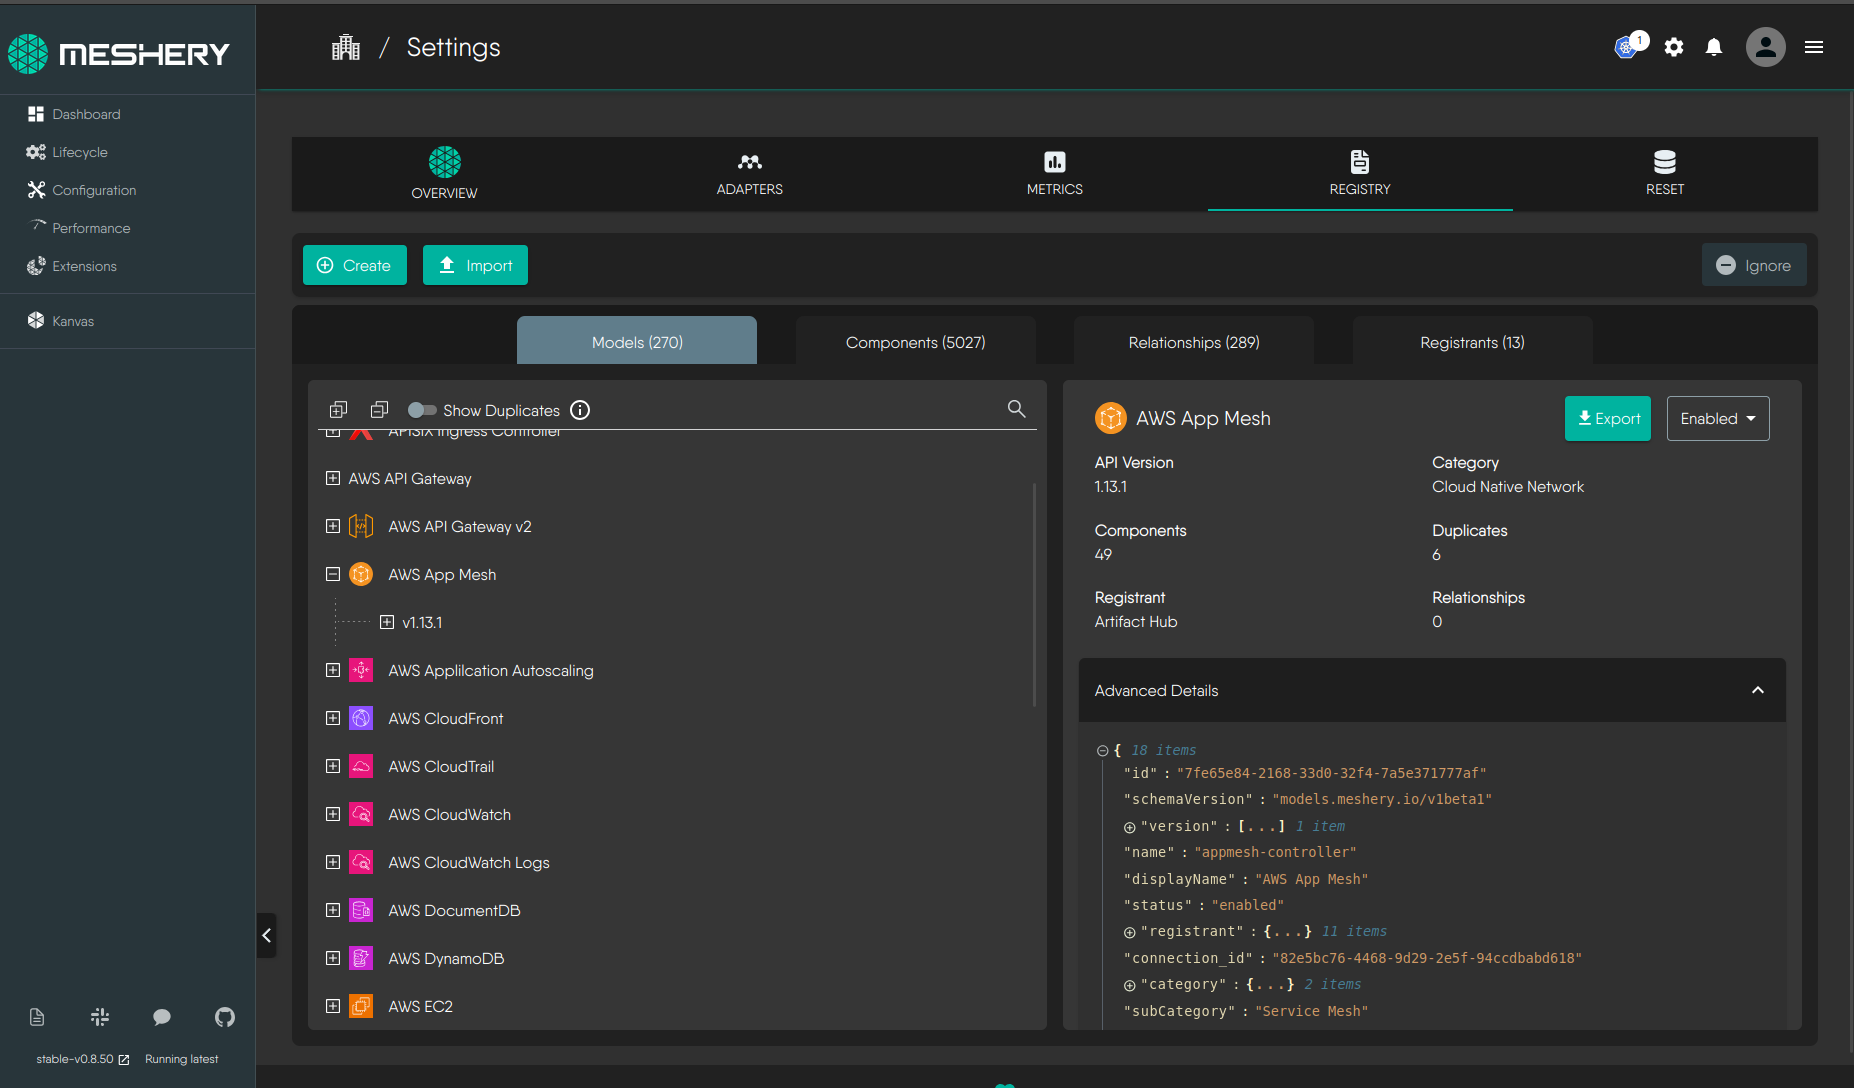 MESHERY
/ Settings
1
Dashboard
Lifecycle
Configuration
Performance
Extensions
Kanvas
stable-v0.8.50 Running latest
OVERVIEW
ADAPTERS
METRICS
REGISTRY
RESET
Create
Import
Ignore
Models (270)
Components (5027)
Relationships (289)
Registrants (13)
Show Duplicates
APISIX Ingress Controller
AWS API Gateway
AWS API Gateway v2
AWS App Mesh
v1.13.1
AWS Applilcation Autoscaling
AWS CloudFront
AWS CloudTrail
AWS CloudWatch
AWS CloudWatch Logs
AWS DocumentDB
AWS DynamoDB
AWS EC2
AWS App Mesh
Export
Enabled
API Version
1.13.1
Category
Cloud Native Network
Components
49
Duplicates
6
Registrant
Artifact Hub
Relationships
0
Advanced Details
{ 18 items
"id" : "7fe65e84-2168-33d0-32f4-7a5e371777af"
"schemaVersion" : "models.meshery.io/v1beta1"
"version" : [...] 1 item
"name" : "appmesh-controller"
"displayName" : "AWS App Mesh"
"status" : "enabled"
"registrant" : {...} 11 items
"connection_id" : "82e5bc76-4468-9d29-2e5f-94ccdbabd618"
"category" : {...} 2 items
"subCategory" : "Service Mesh"